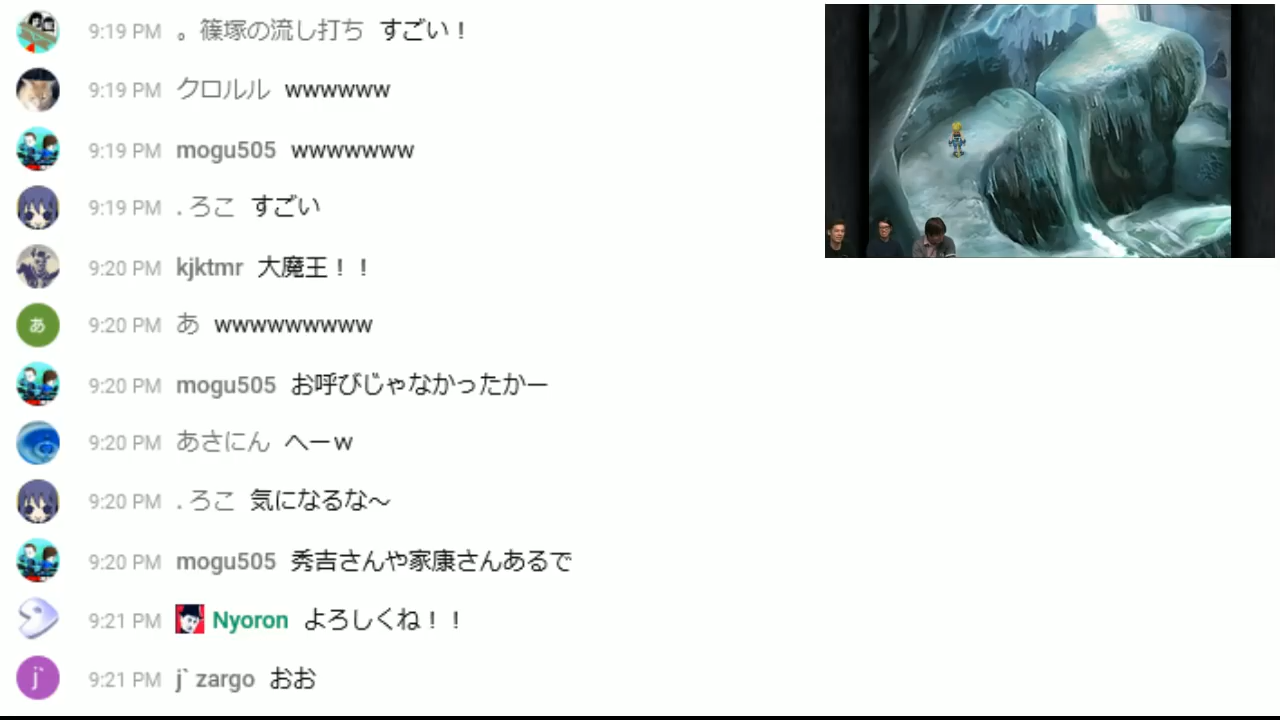 9:19 PM 。篠塚の流し打ち すごい！
9:19 PM クロルル wwwwww
9:19 PM mogu505 wwwwwww
9:19 PM . ろこ すごい
9:20 PM kjktmr 大魔王！！
あ 9:20 PM あ wwwwwwwww
9:20 PM mogu505 お呼びじゃなかったかー
9:20 PM あさにん へーw
9:20 PM . ろこ 気になるな～
9:20 PM mogu505 秀吉さんや家康さんあるで
9:21 PM Nyoron よろしくね！！
j` 9:21 PM j` zargo おお